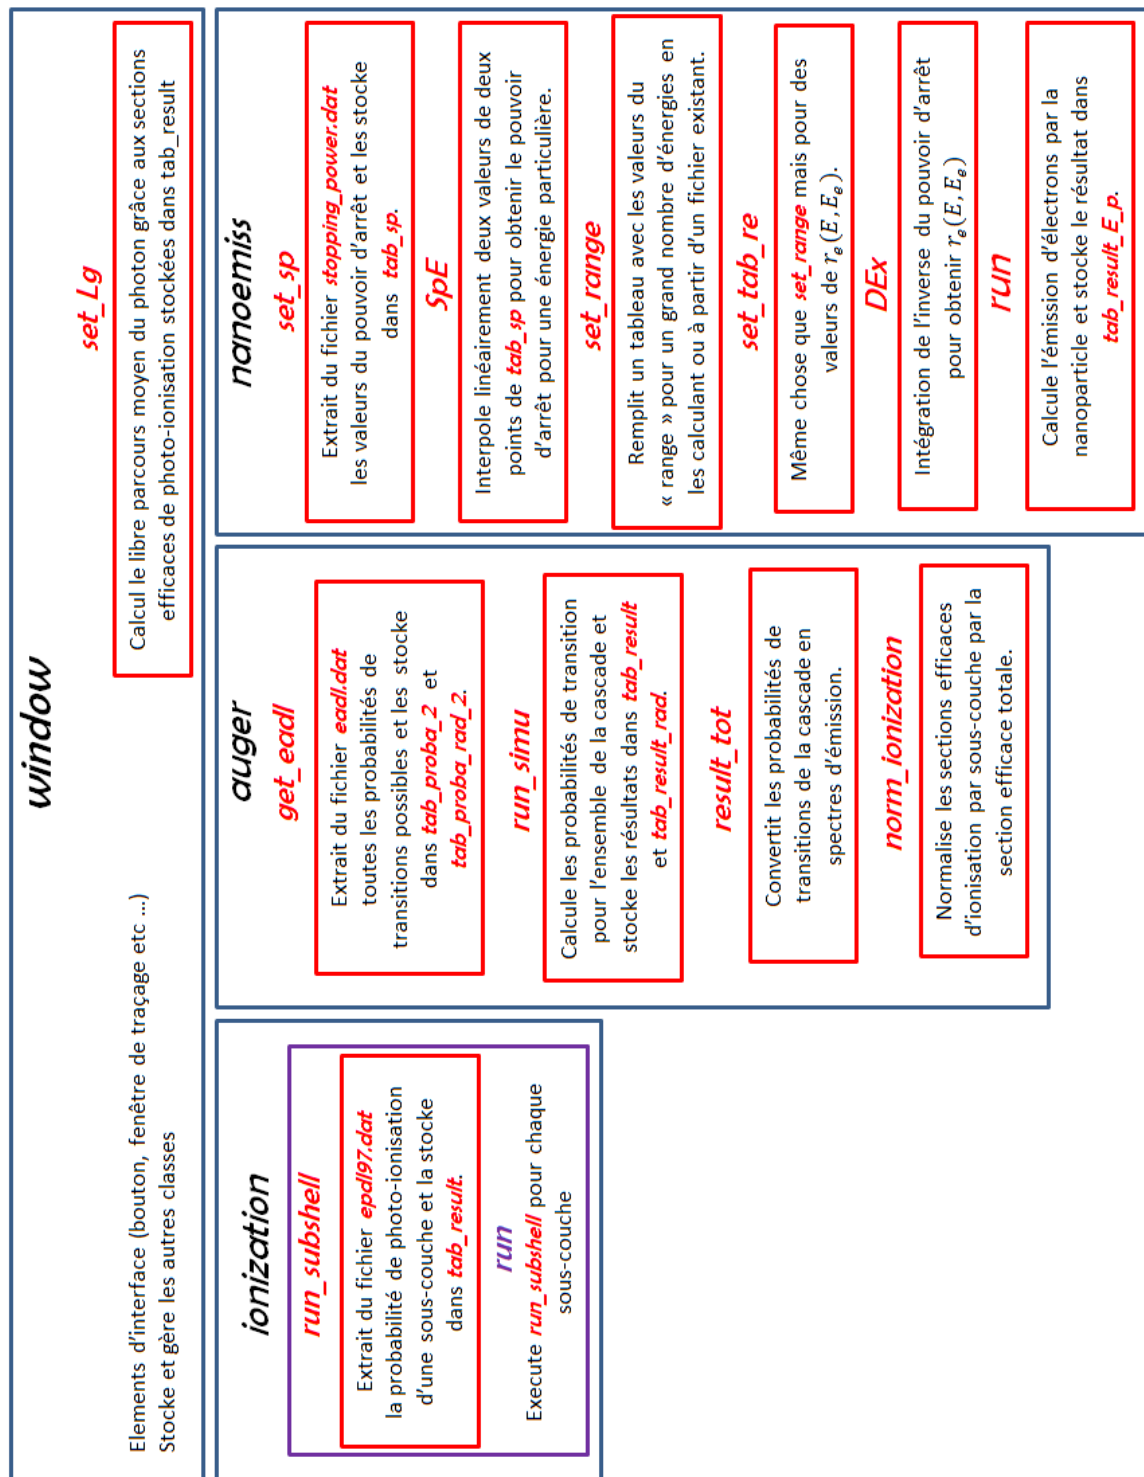 window
Elements d'interface (bouton, fenêtre de traçage etc ...)
Stocke et gère les autres classes
set_Lg
Calcul le libre parcours moyen du photon grâce aux sections
efficaces de photo-ionisation stockées dans tab_result
ionization
run_subshell
Extrait du fichier epdl97.dat
la probabilité de photo-ionisation
d'une sous-couche et la stocke
dans tab_result.
run
Execute run_subshell pour chaque
sous-couche
auger
get_eadl
Extrait du fichier eadl.dat
toutes les probabilités de
transitions possibles et les stocke
dans tab_proba_2 et
tab_proba_rad_2.
run_simu
Calcule les probabilités de transition
pour l'ensemble de la cascade et
stocke les résultats dans tab_result
et tab_result_rad.
result_tot
Convertit les probabilités de
transitions de la cascade en
spectres d'émission.
norm_ionization
Normalise les sections efficaces
d'ionisation par sous-couche par la
section efficace totale.
nanoemiss
set_sp
Extrait du fichier stopping_power.dat
les valeurs du pouvoir d'arrêt et les stocke
dans tab_sp.
SpE
Interpole linéairement deux valeurs de deux
points de tab_sp pour obtenir le pouvoir
d'arrêt pour une énergie particulière.
set_range
Remplit un tableau avec les valeurs du
« range » pour un grand nombre d'énergies en
les calculant ou à partir d'un fichier existant.
set_tab_re
Même chose que set_range mais pour des
valeurs de r_e(E, E_e).
DEx
Intégration de l'inverse du pouvoir d'arrêt
pour obtenir r_e(E, E_e)
run
Calcule l'émission d'électrons par la
nanoparticle et stocke le résultat dans
tab_result_E_p.